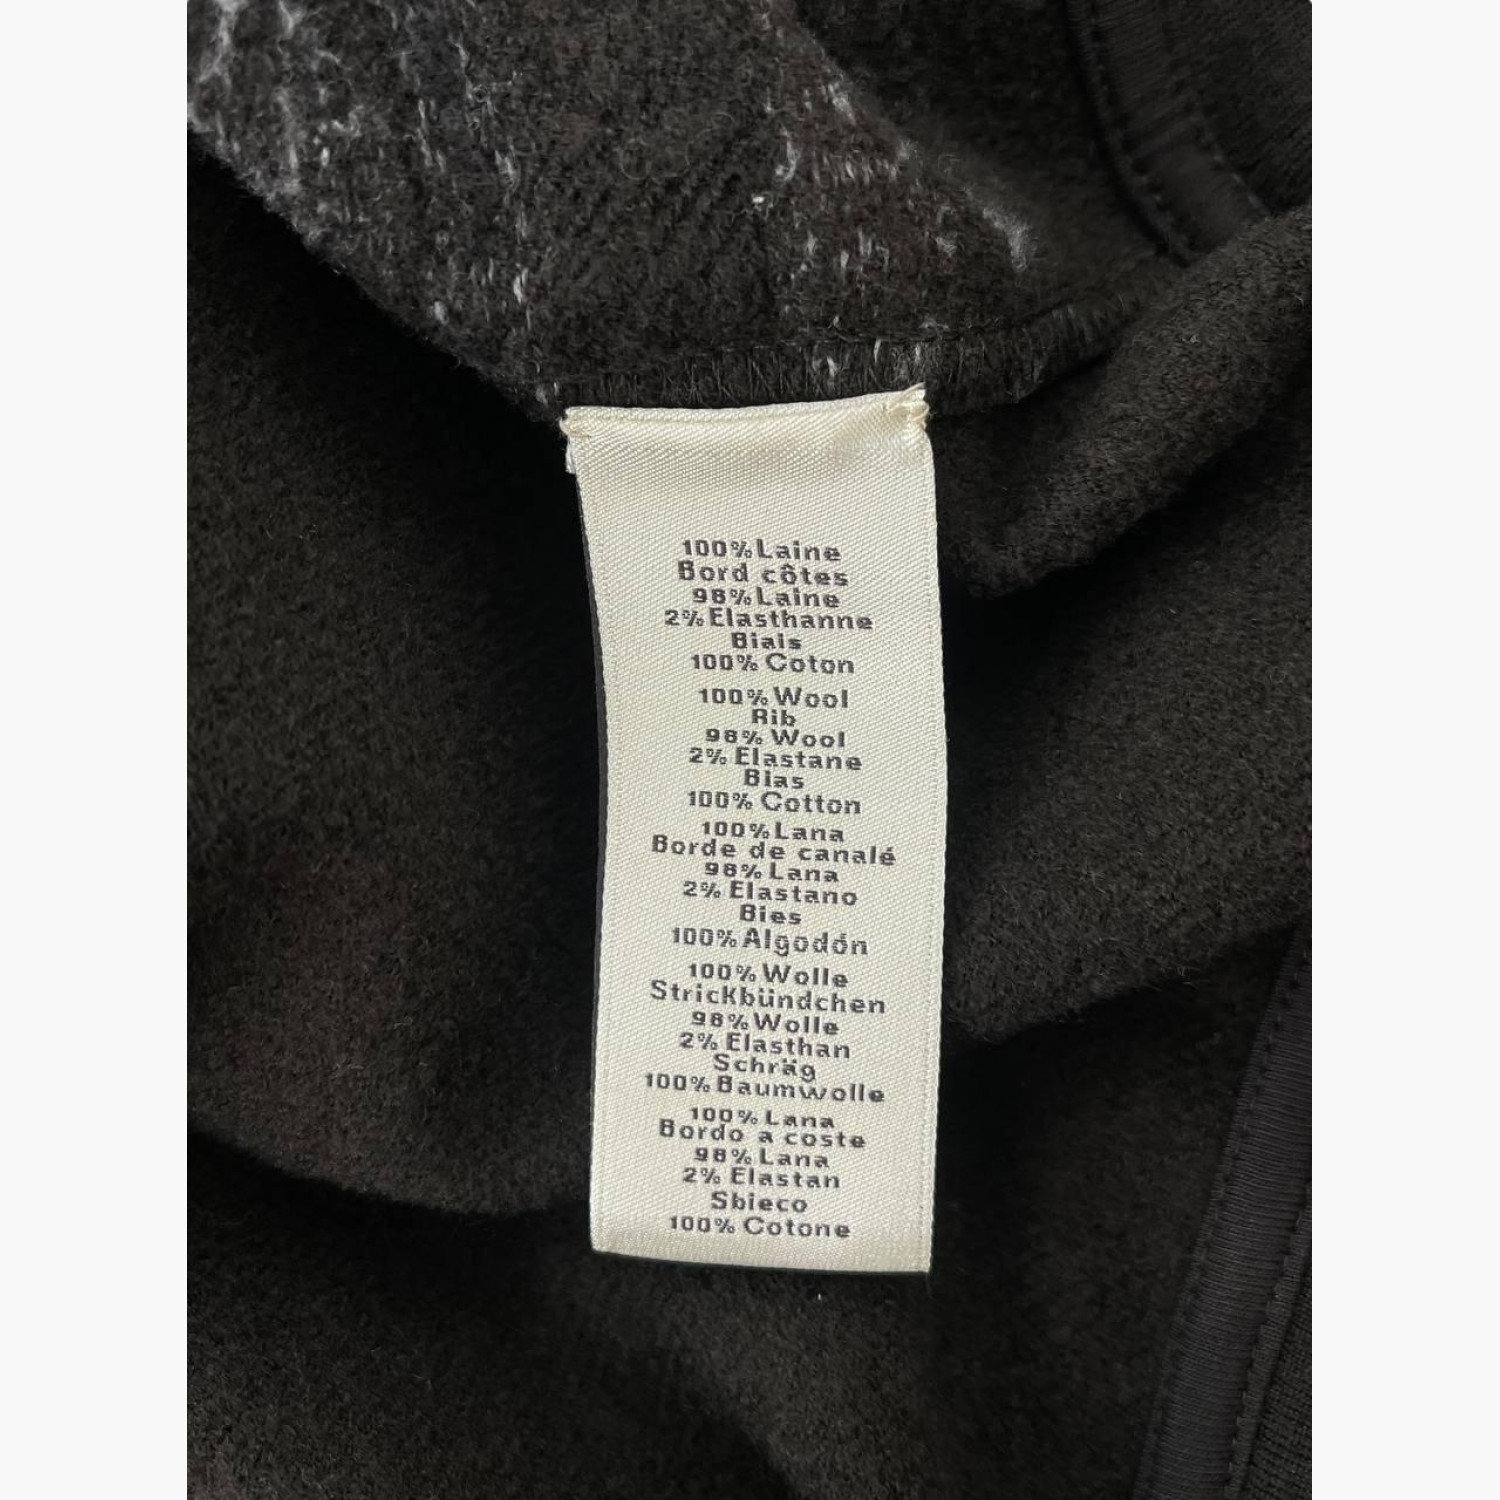 100% Laine
Bord côtes
98% Laine
2% Elasthanne
Biais
100% Coton
100% Wool
Rib
98% Wool
2% Elastane
Bias
100% Cotton
100% Lana
Borde de canalé
98% Lana
2% Elastano
Bies
100% Algodón
100% Wolle
Strickbündchen
98% Wolle
2% Elasthan
Schräg
100% Baumwolle
100% Lana
Bordo a coste
98% Lana
2% Elastan
Sbieco
100% Cotone